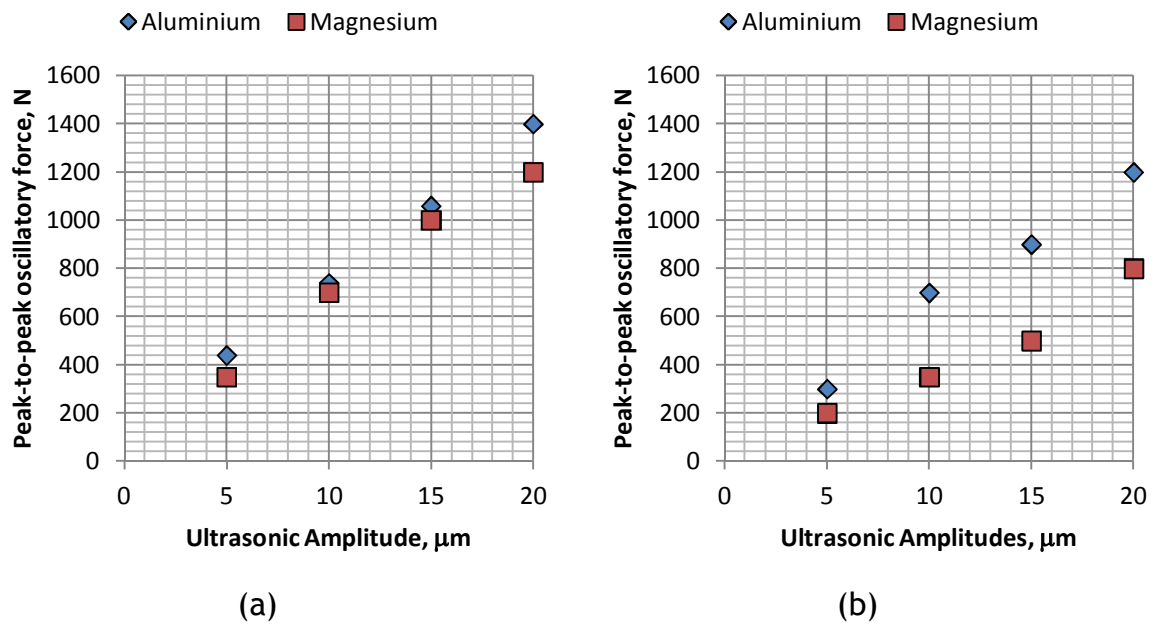 Aluminium Magnesium
Peak-to-peak oscillatory force, N
1600
1400
1200
1000
800
600
400
200
0
0 5 10 15 20
Ultrasonic Amplitude, μm
(a)
Aluminium Magnesium
Peak-to-peak oscillatory force, N
1600
1400
1200
1000
800
600
400
200
0
0 5 10 15 20
Ultrasonic Amplitudes, μm
(b)